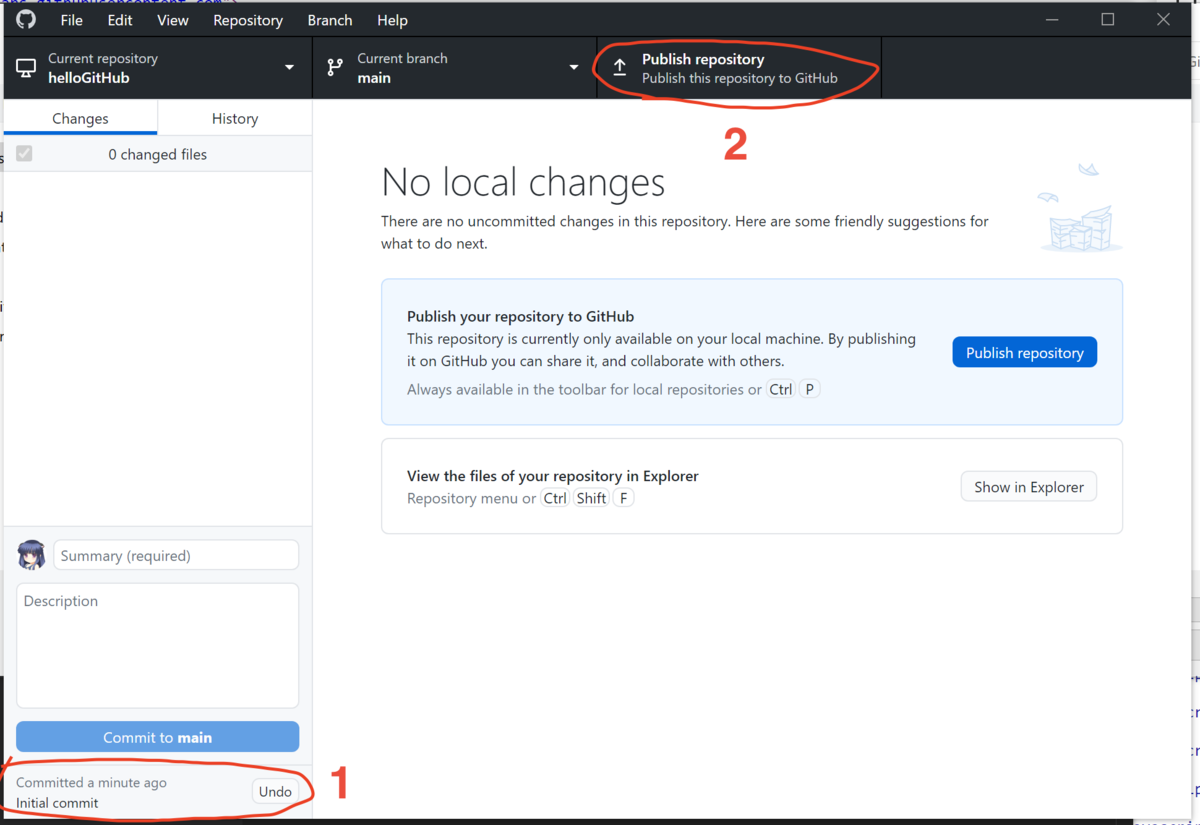 File Edit View Repository Branch Help
Current repository
helloGitHub
Current branch
main
Publish repository
Publish this repository to GitHub
Changes History
0 changed files
2
No local changes
There are no uncommitted changes in this repository. Here are some friendly suggestions for
what to do next.
Publish your repository to GitHub
This repository is currently only available on your local machine. By publishing
it on GitHub you can share it, and collaborate with others.
Always available in the toolbar for local repositories or Ctrl P
Publish repository
View the files of your repository in Explorer
Repository menu or Ctrl Shift F
Show in Explorer
Summary (required)
Description
Commit to main
Committed a minute ago
Initial commit
Undo
1